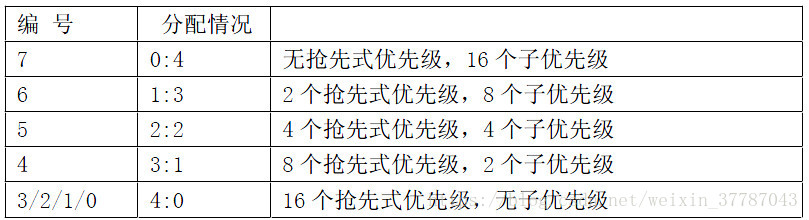 编 号 分配情况
7 0:4 无抢先式优先级，16 个子优先级
6 1:3 2 个抢先式优先级，8 个子优先级
5 2:2 4 个抢先式优先级，4 个子优先级
4 3:1 8 个抢先式优先级，2 个子优先级
3/2/1/0 4:0 16 个抢先式优先级，无子优先级
https://blog.csdn.net/weixin_37787043